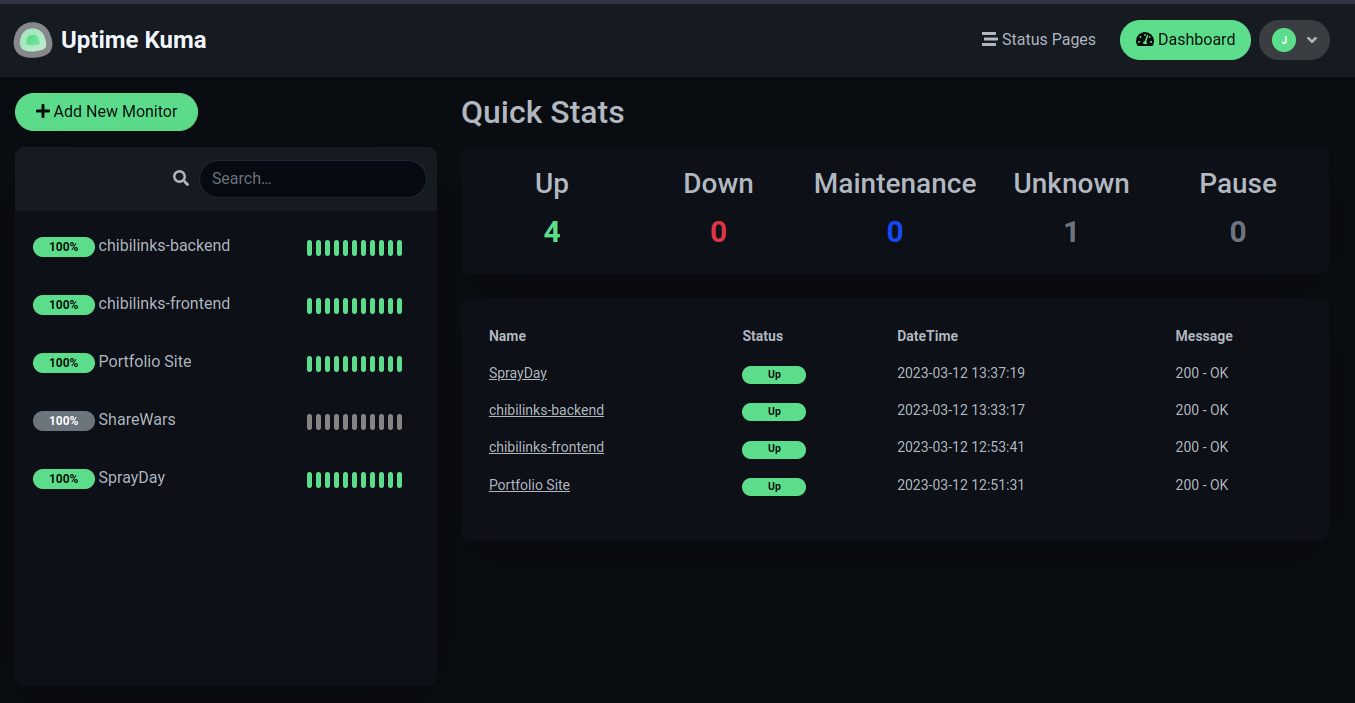 Uptime Kuma
Status Pages
Dashboard
J
Add New Monitor
Search...
100% chibilinks-backend
100% chibilinks-frontend
100% Portfolio Site
100% ShareWars
100% SprayDay
Quick Stats
Up Down Maintenance Unknown Pause
4 0 0 1 0
Name Status DateTime Message
SprayDay Up 2023-03-12 13:37:19 200 - OK
chibilinks-backend Up 2023-03-12 13:33:17 200 - OK
chibilinks-frontend Up 2023-03-12 12:53:41 200 - OK
Portfolio Site Up 2023-03-12 12:51:31 200 - OK